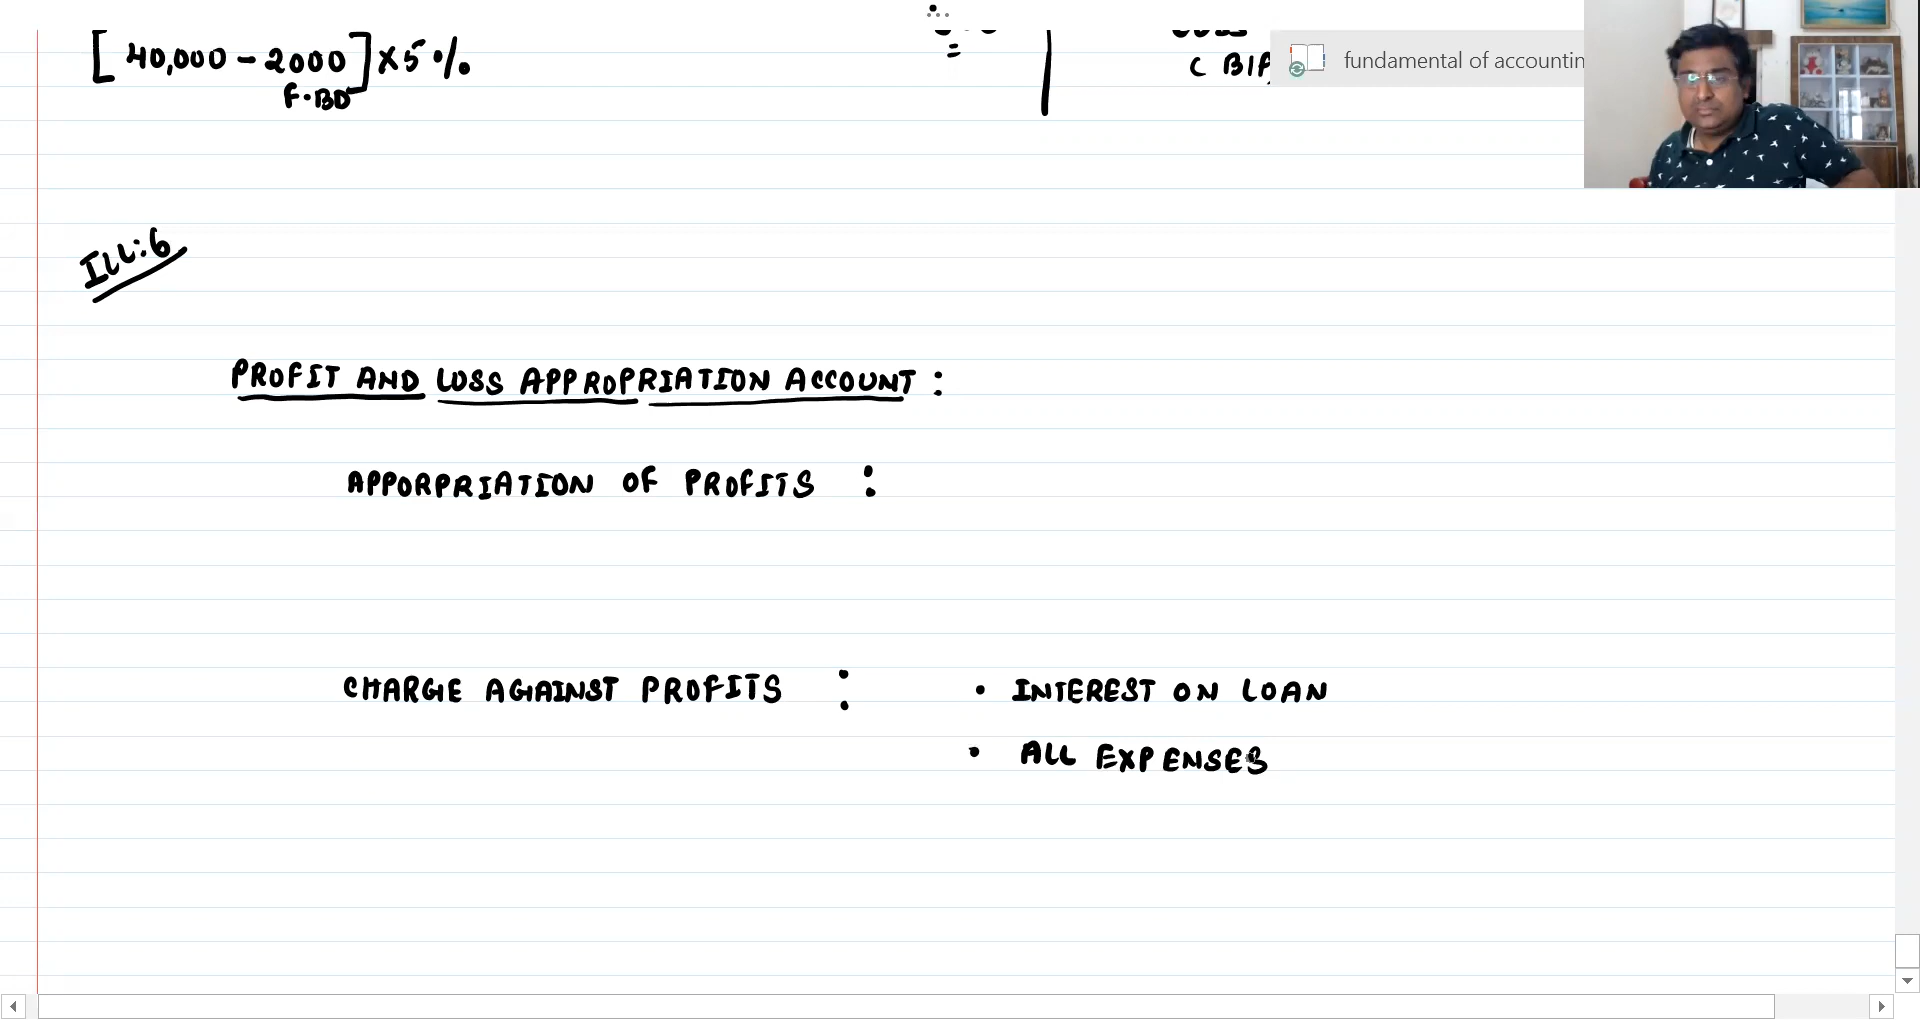 [ 40,000 - 2000 ] x 5 %
F.BD
fundamental of accountin
ILL:6
PROFIT AND LOSS APPROPRIATION ACCOUNT :
APPORPRIATION OF PROFITS :
CHARGE AGAINST PROFITS : • INTEREST ON LOAN
• ALL EXPENSES